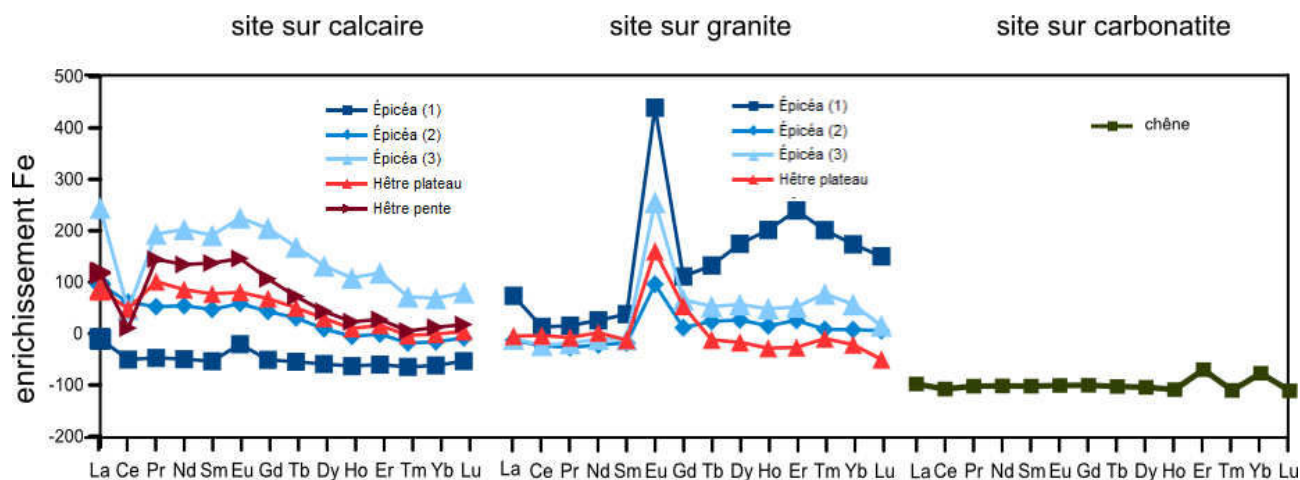 site sur calcaire
site sur granite
site sur carbonatite
enrichissement Fe
500
400
300
200
100
0
-100
-200
Épicéa (1)
Épicéa (2)
Épicéa (3)
Hêtre plateau
Hêtre pente
Épicéa (1)
Épicéa (2)
Épicéa (3)
Hêtre plateau
chêne
La Ce Pr Nd Sm Eu Gd Tb Dy Ho Er Tm Yb Lu
La Ce Pr Nd Sm Eu Gd Tb Dy Ho Er Tm Yb Lu
La Ce Pr Nd Sm Eu Gd Tb Dy Ho Er Tm Yb Lu